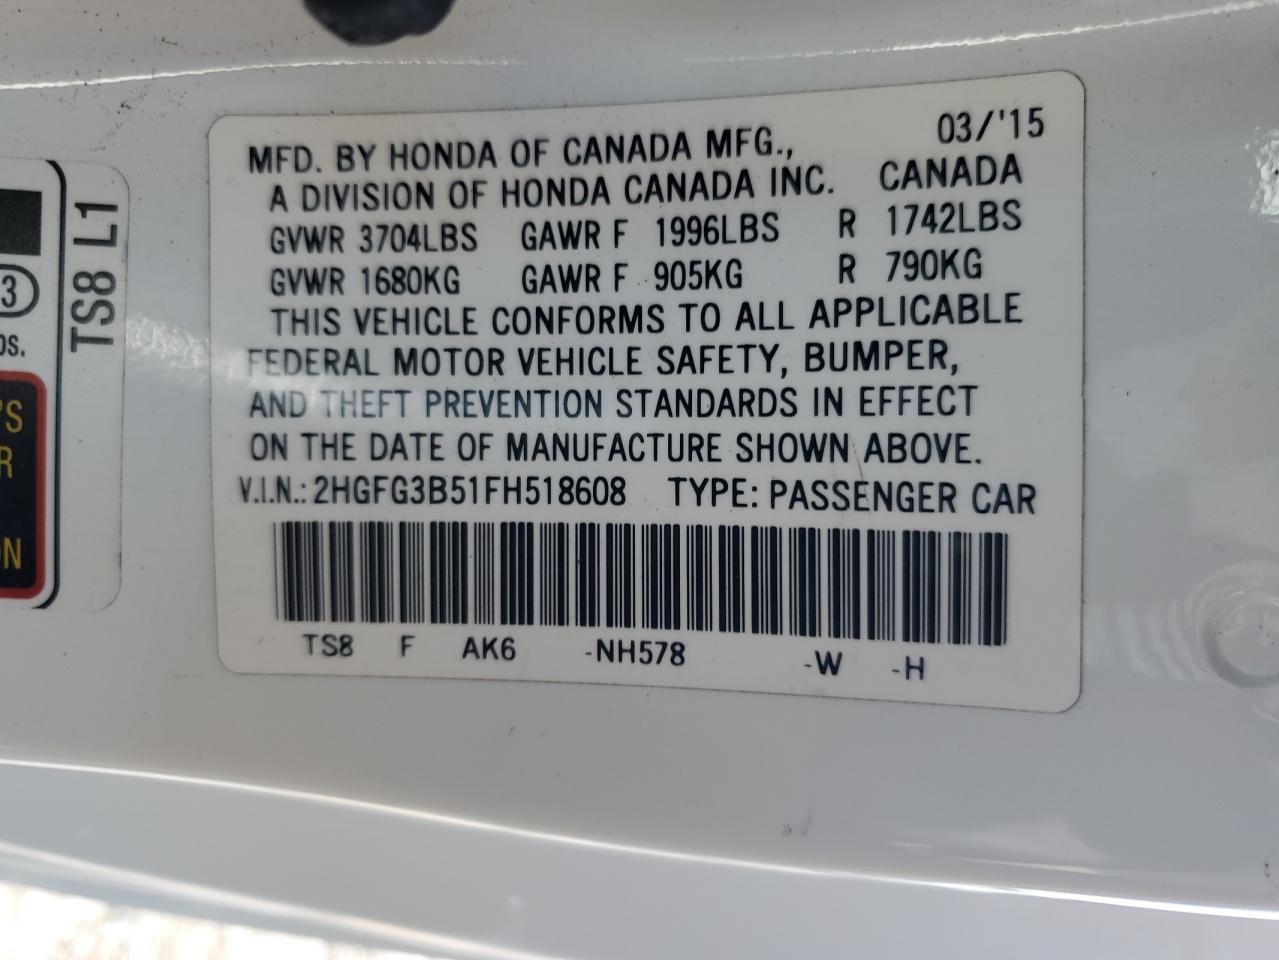 MFD. BY HONDA OF CANADA MFG., 03/'15
A DIVISION OF HONDA CANADA INC. CANADA
GVWR 3704LBS GAWR F 1996LBS R 1742LBS
GVWR 1680KG GAWR F 905KG R 790KG
THIS VEHICLE CONFORMS TO ALL APPLICABLE
FEDERAL MOTOR VEHICLE SAFETY, BUMPER,
AND THEFT PREVENTION STANDARDS IN EFFECT
ON THE DATE OF MANUFACTURE SHOWN ABOVE.
V.I.N.: 2HGFG3B51FH518608 TYPE: PASSENGER CAR
TS8 F AK6 -NH578 -W -H
TS8 L1
3
'S
R